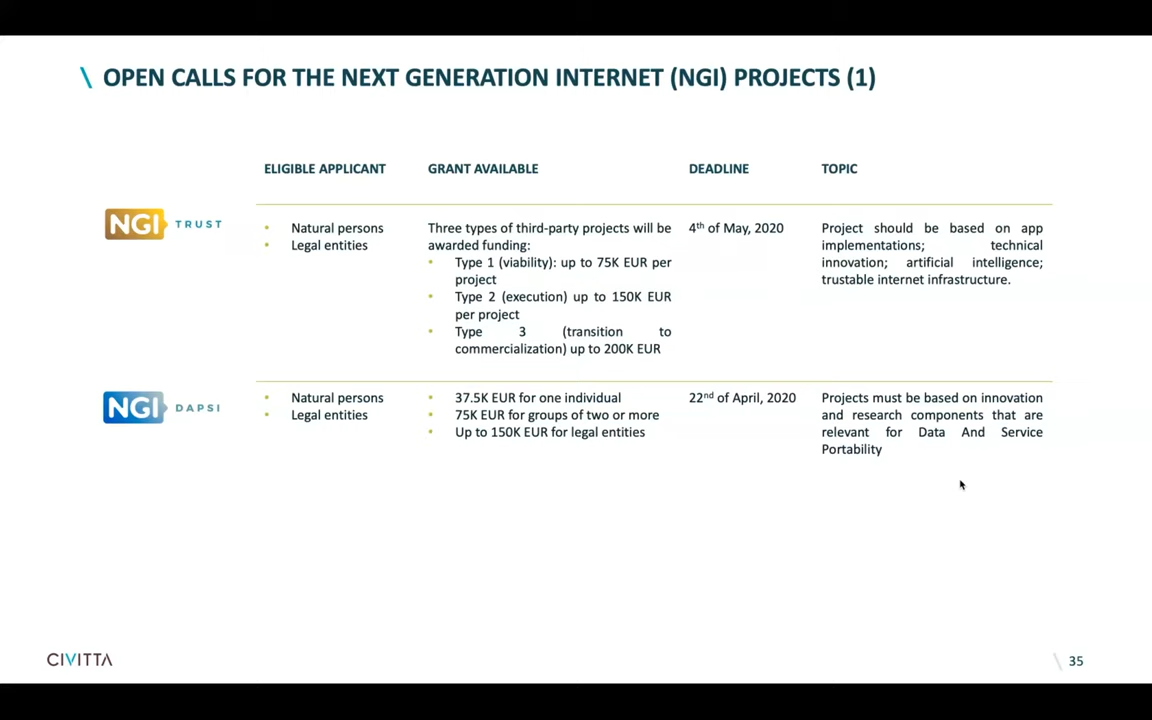 \ OPEN CALLS FOR THE NEXT GENERATION INTERNET (NGI) PROJECTS (1)
ELIGIBLE APPLICANT
GRANT AVAILABLE
DEADLINE
TOPIC
NGI TRUST
• Natural persons
• Legal entities
Three types of third-party projects will be
awarded funding:
• Type 1 (viability): up to 75K EUR per
project
• Type 2 (execution) up to 150K EUR
per project
• Type 3 (transition to
commercialization) up to 200K EUR
4th of May, 2020
Project should be based on app
implementations; technical
innovation; artificial intelligence;
trustable internet infrastructure.
NGI DAPSI
• Natural persons
• Legal entities
• 37.5K EUR for one individual
• 75K EUR for groups of two or more
• Up to 150K EUR for legal entities
22nd of April, 2020
Projects must be based on innovation
and research components that are
relevant for Data And Service
Portability
CIVITTA
\ 35